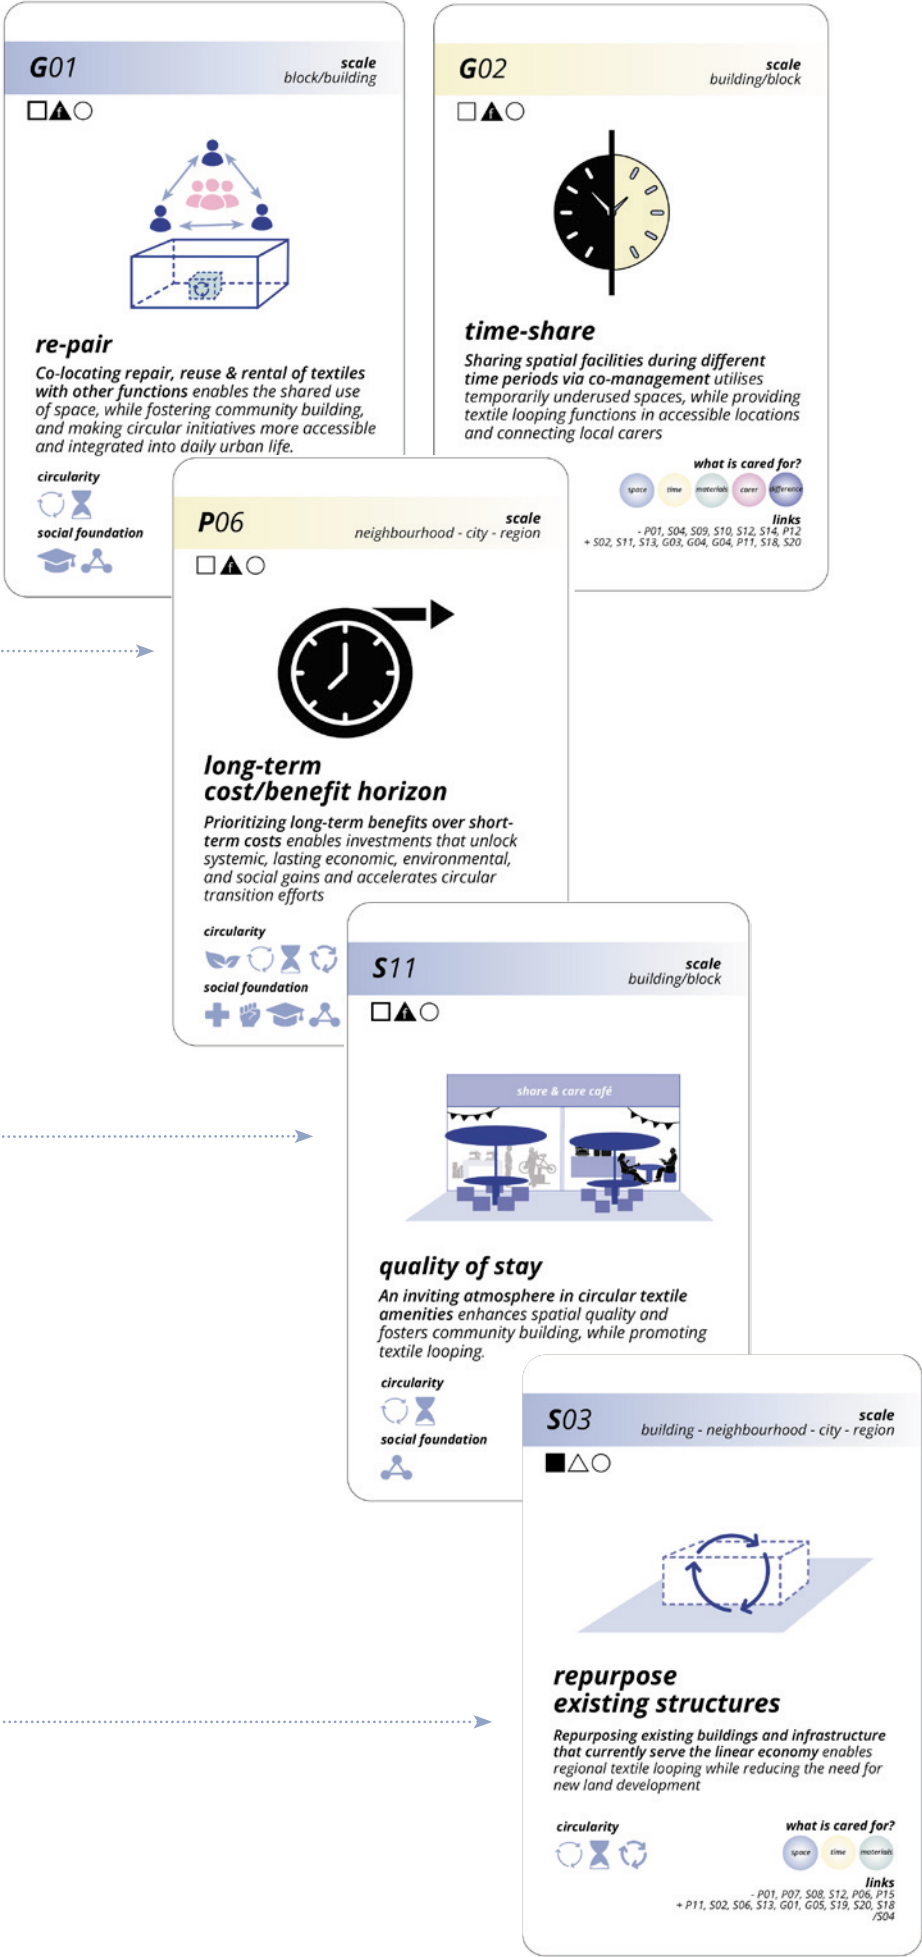 G01
scale
block/building
f
re-pair
Co-locating repair, reuse & rental of textiles
with other functions enables the shared use
of space, while fostering community building,
and making circular initiatives more accessible
and integrated into daily urban life.
circularity
social foundation
G02
scale
building/block
f
time-share
Sharing spatial facilities during different
time periods via co-management utilises
temporarily underused spaces, while providing
textile looping functions in accessible locations
and connecting local carers
what is cared for?
space time materials carer difference
links
- P01, S04, S09, S10, S12, S14, P12
+ S02, S11, S13, G03, G04, G04, P11, S18, S20
P06
scale
neighbourhood - city - region
f
long-term
cost/benefit horizon
Prioritizing long-term benefits over short-
term costs enables investments that unlock
systemic, lasting economic, environmental,
and social gains and accelerates circular
transition efforts
circularity
social foundation
S11
scale
building/block
f
share & care café
quality of stay
An inviting atmosphere in circular textile
amenities enhances spatial quality and
fosters community building, while promoting
textile looping.
circularity
social foundation
S03
scale
building - neighbourhood - city - region
repurpose
existing structures
Repurposing existing buildings and infrastructure
that currently serve the linear economy enables
regional textile looping while reducing the need for
new land development
circularity
what is cared for?
space time materials
links
- P01, P07, S08, S12, P06, P15
+ P11, S02, S06, S13, G01, G05, S19, S20, S18
/S04